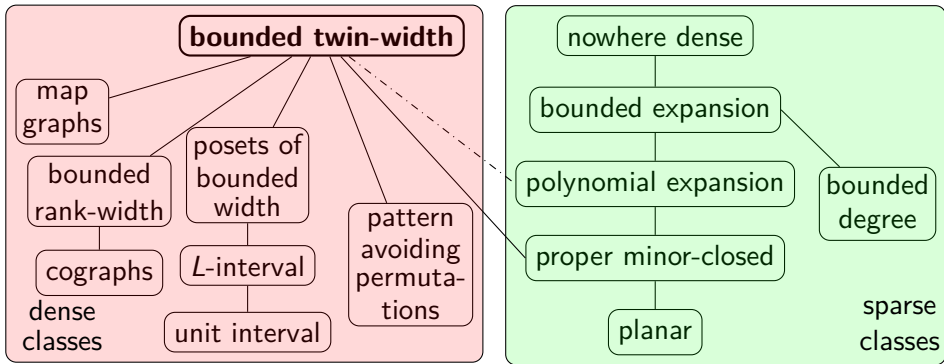 bounded twin-width
map
graphs
bounded
rank-width
cographs
posets of
bounded
width
L-interval
unit interval
pattern
avoiding
permuta-
tions
dense
classes
nowhere dense
bounded expansion
polynomial expansion
bounded
degree
proper minor-closed
planar
sparse
classes